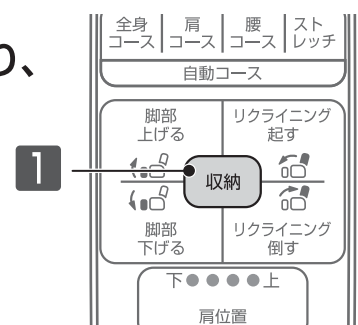 り、
全身 肩 腰 スト
コース コース コース レッチ
自動コース
脚部 リクライニング
上げる 起す
1 収納
脚部 リクライニング
下げる 倒す
下 上
肩位置